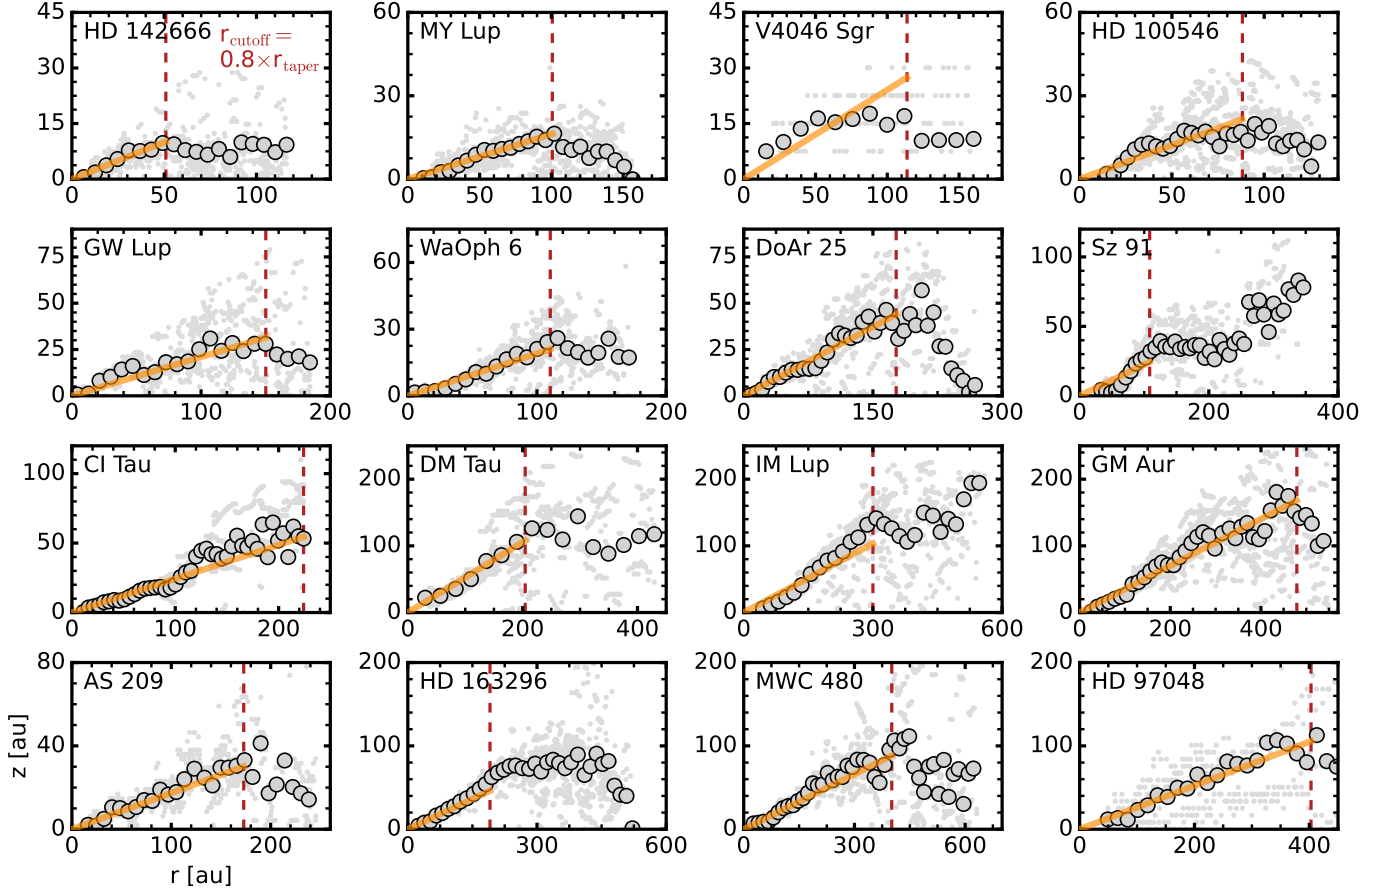 45
30
15
0
HD 142666
r_cutoff =
0.8×r_taper
0 50 100
60
30
0
MY Lup
0 50 100 150
45
30
15
0
V4046 Sgr
0 50 100 150
60
30
0
HD 100546
0 50 100
75
50
25
0
GW Lup
0 100 200
60
30
0
WaOph 6
0 100 200
75
50
25
0
DoAr 25
0 150 300
100
50
0
Sz 91
0 200 400
100
50
0
CI Tau
0 100 200
200
100
0
DM Tau
0 200 400
200
100
0
IM Lup
0 300 600
200
100
0
GM Aur
0 200 400
80
40
0
AS 209
0 100 200
z [au]
r [au]
200
100
0
HD 163296
0 300 600
200
100
0
MWC 480
0 200 400 600
200
100
0
HD 97048
0 100 200 300 400